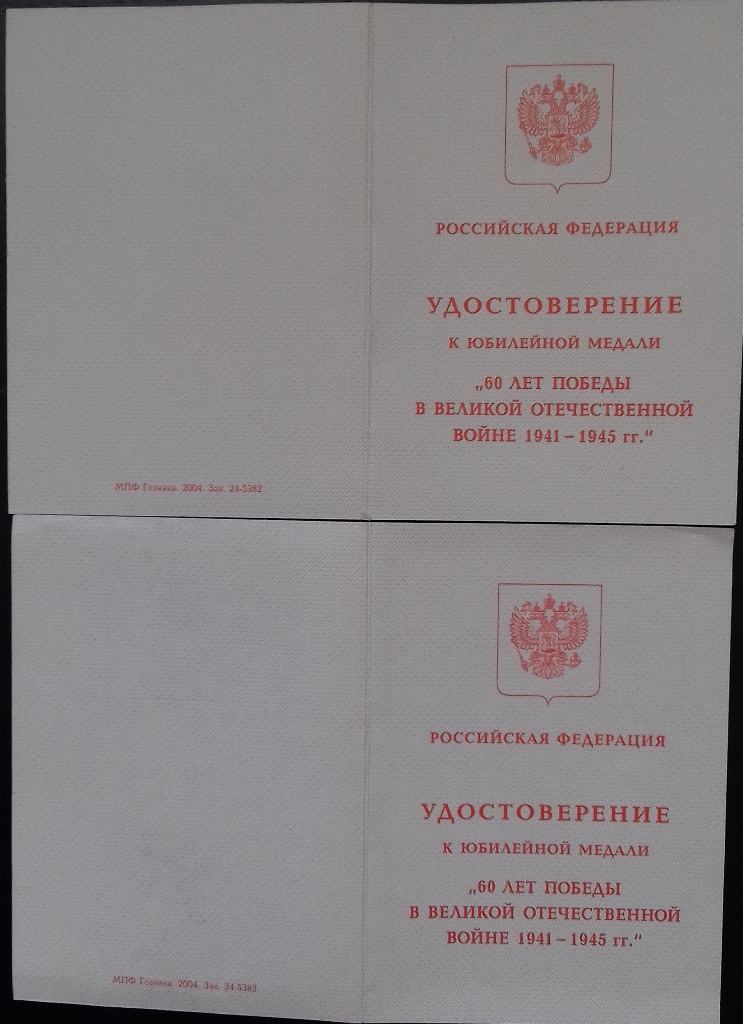 РОССИЙСКАЯ ФЕДЕРАЦИЯ
УДОСТОВЕРЕНИЕ
К ЮБИЛЕЙНОЙ МЕДАЛИ
„60 ЛЕТ ПОБЕДЫ
В ВЕЛИКОЙ ОТЕЧЕСТВЕННОЙ
ВОЙНЕ 1941 – 1945 гг.“
МПФ Гознака. 2004. Зак. 24-5382.
РОССИЙСКАЯ ФЕДЕРАЦИЯ
УДОСТОВЕРЕНИЕ
К ЮБИЛЕЙНОЙ МЕДАЛИ
„60 ЛЕТ ПОБЕДЫ
В ВЕЛИКОЙ ОТЕЧЕСТВЕННОЙ
ВОЙНЕ 1941 – 1945 гг.“
МПФ Гознака. 2004. Зак. 24-5382.